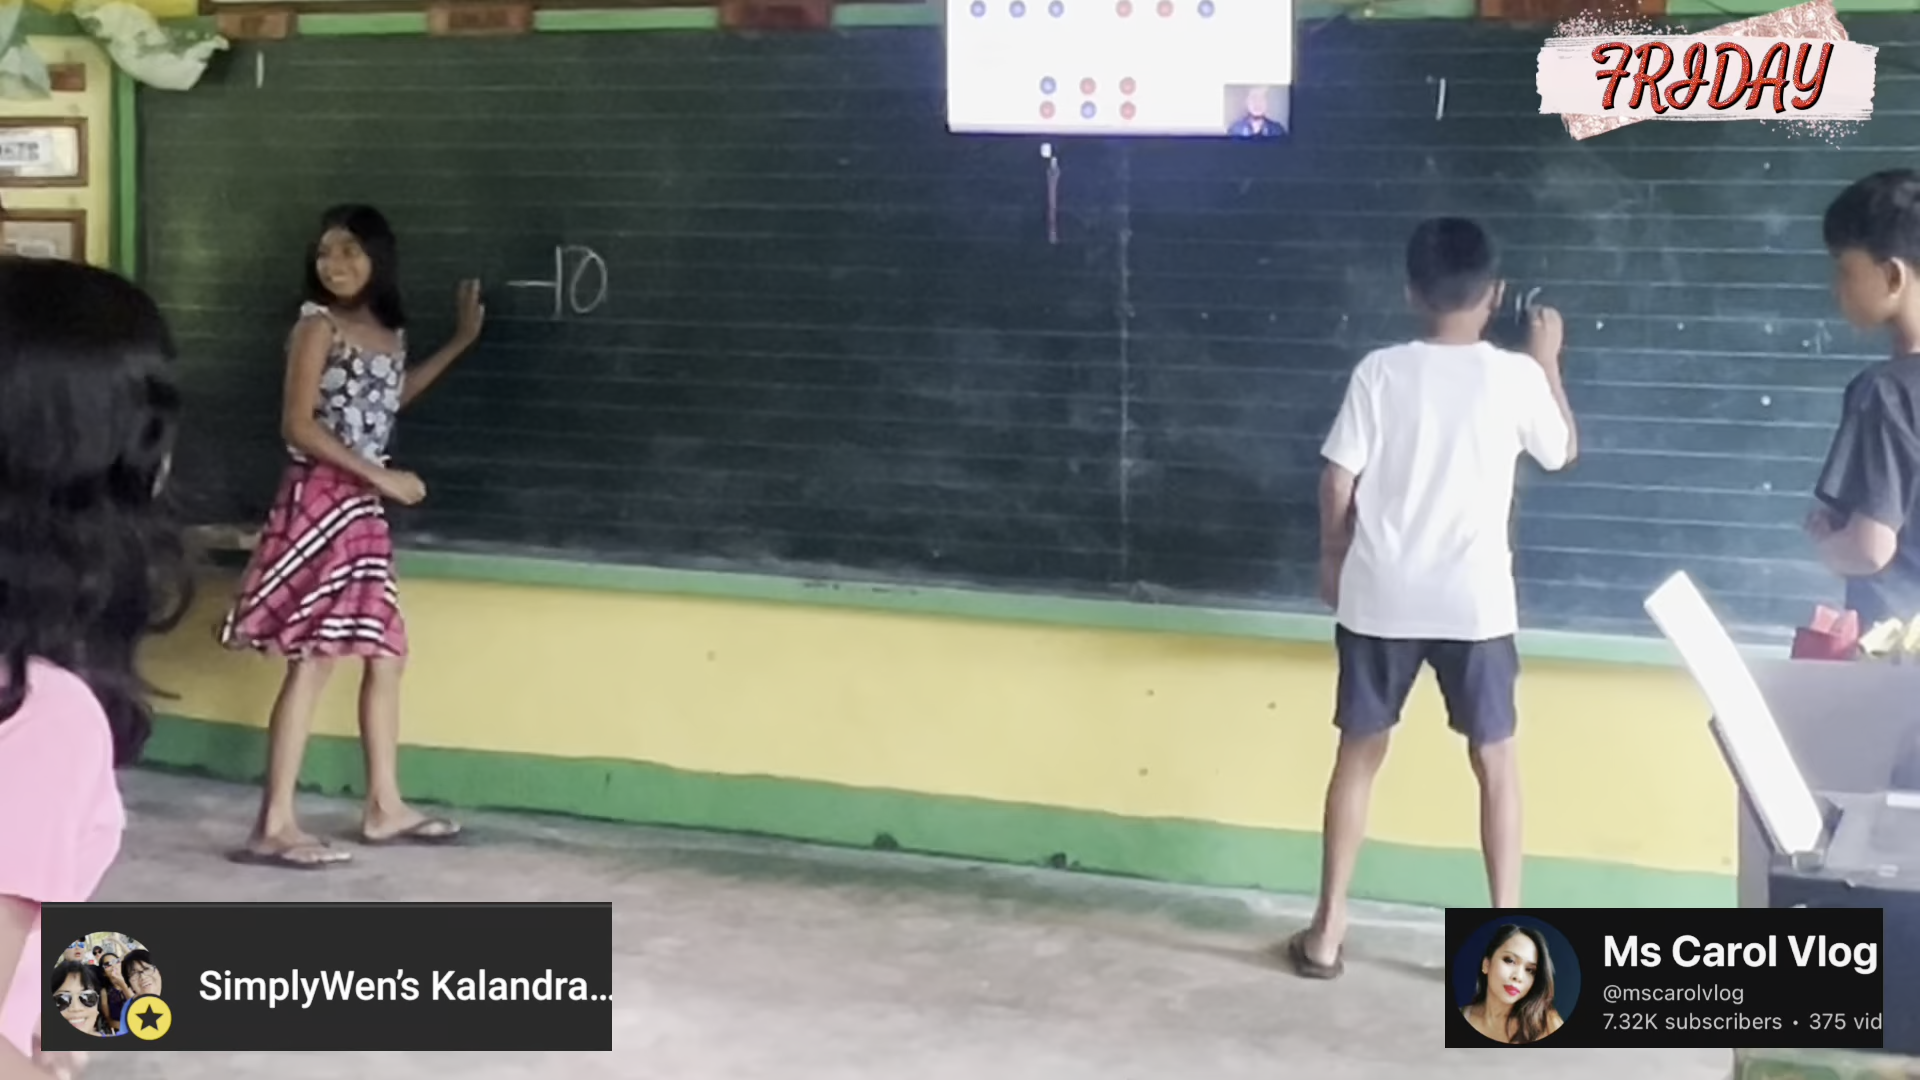 FRIDAY
-10
SimplyWen’s Kalandra...
Ms Carol Vlog
@mscarolvlog
7.32K subscribers • 375 vid